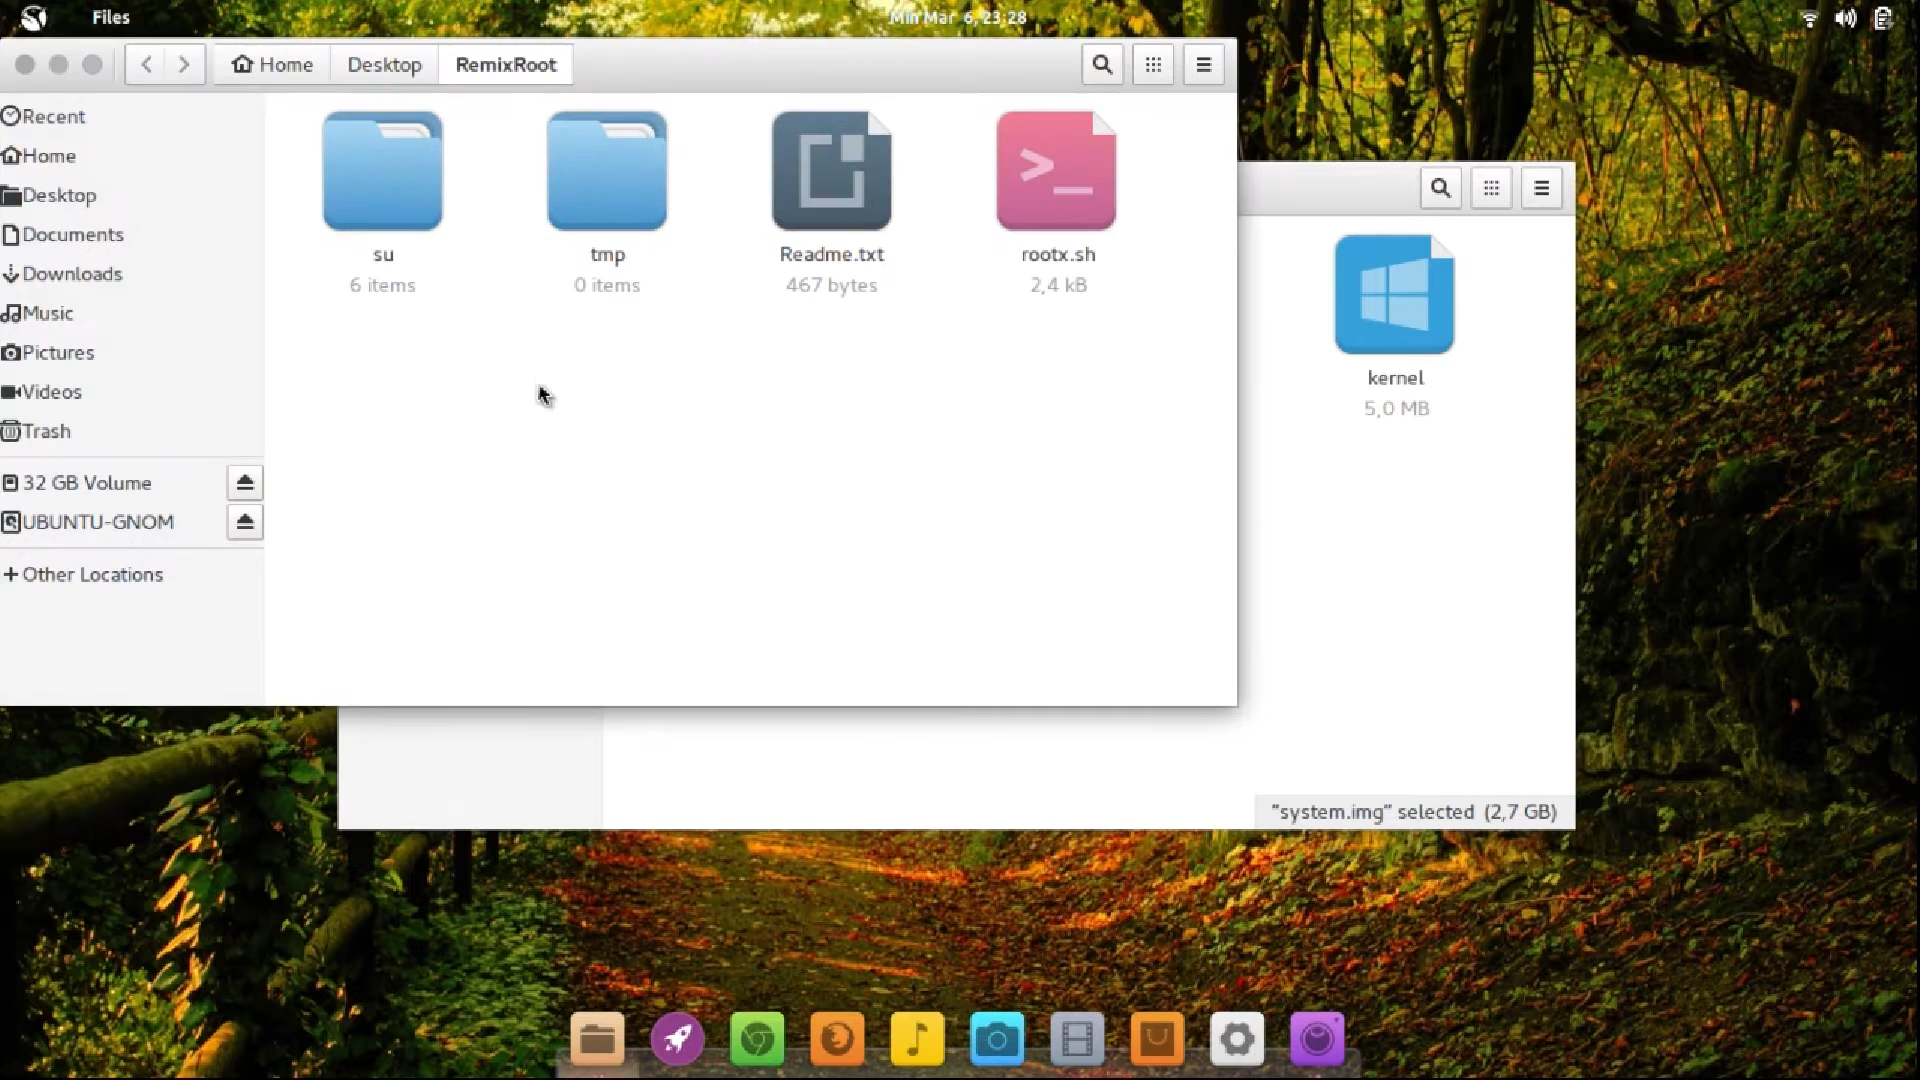 Files
Min Mar 6, 23:28
Home
Desktop
RemixRoot
Recent
Home
Desktop
Documents
Downloads
Music
Pictures
Videos
Trash
32 GB Volume
UBUNTU-GNOM
+ Other Locations
su
6 items
tmp
0 items
Readme.txt
467 bytes
>_
rootx.sh
2,4 kB
kernel
5,0 MB
"system.img" selected (2,7 GB)